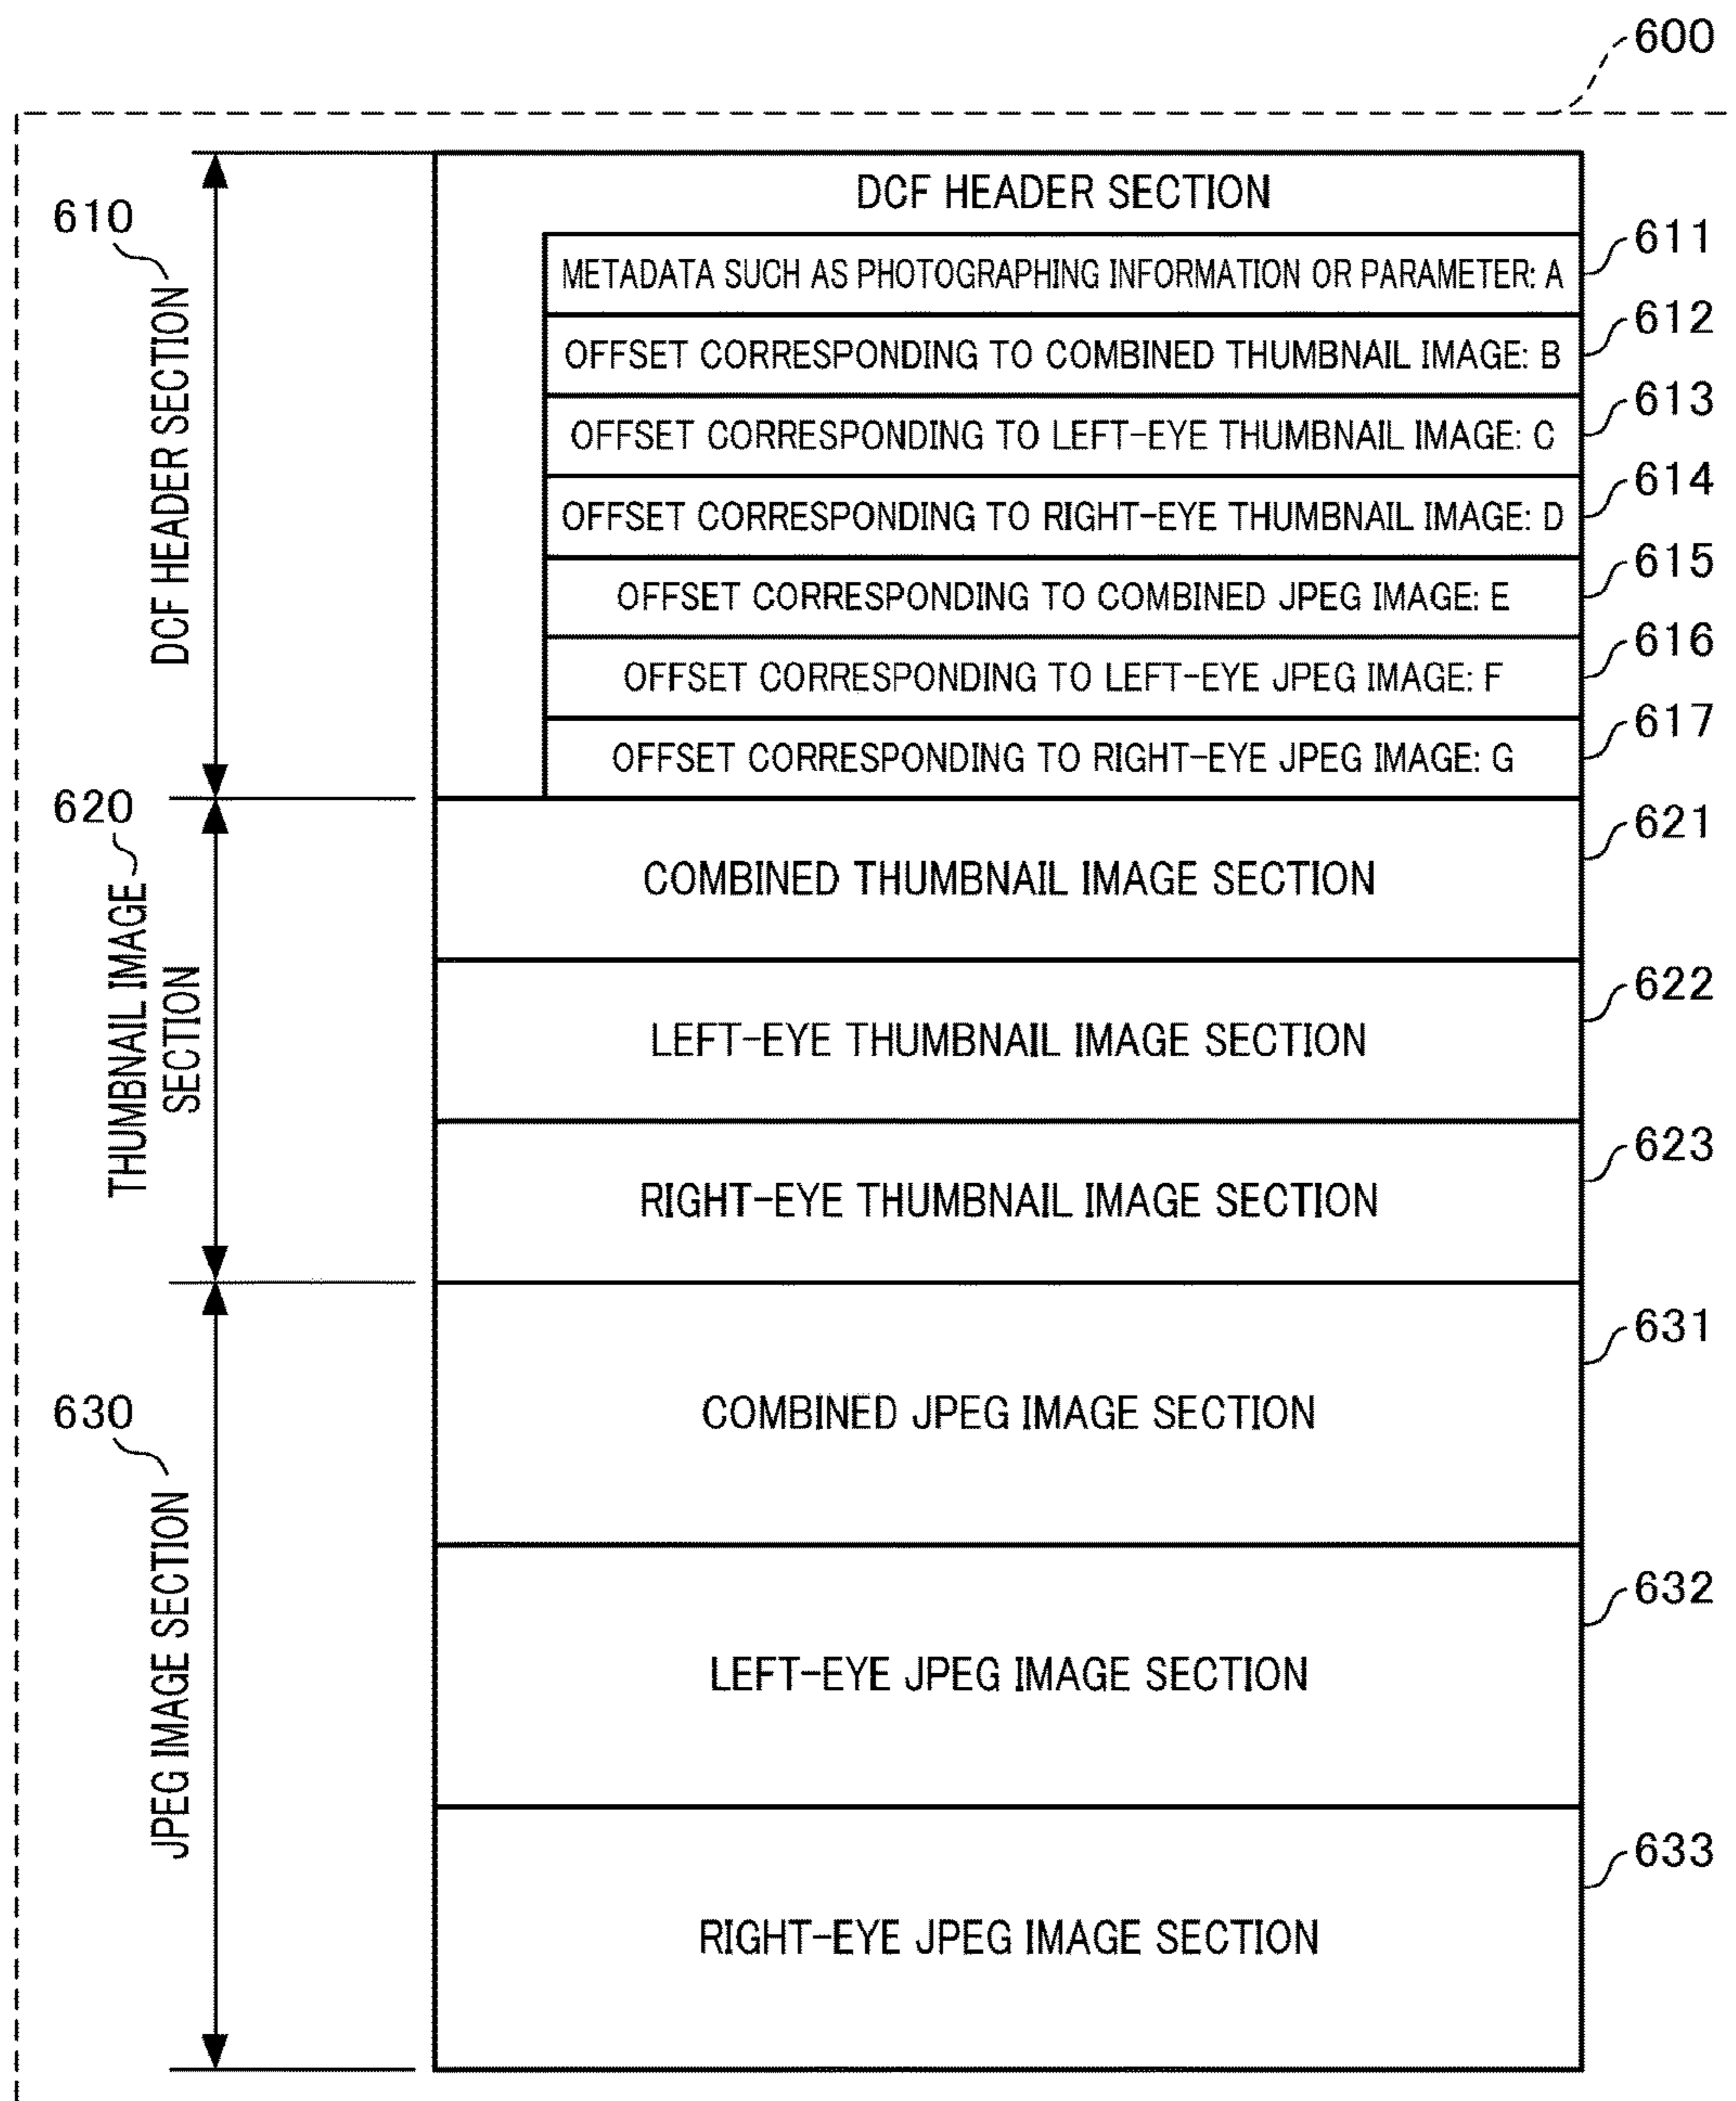 600
610
DCF HEADER SECTION
DCF HEADER SECTION
METADATA SUCH AS PHOTOGRAPHING INFORMATION OR PARAMETER: A
611
OFFSET CORRESPONDING TO COMBINED THUMBNAIL IMAGE: B
612
OFFSET CORRESPONDING TO LEFT-EYE THUMBNAIL IMAGE: C
613
OFFSET CORRESPONDING TO RIGHT-EYE THUMBNAIL IMAGE: D
614
OFFSET CORRESPONDING TO COMBINED JPEG IMAGE: E
615
OFFSET CORRESPONDING TO LEFT-EYE JPEG IMAGE: F
616
OFFSET CORRESPONDING TO RIGHT-EYE JPEG IMAGE: G
617
620
THUMBNAIL IMAGE
SECTION
COMBINED THUMBNAIL IMAGE SECTION
621
LEFT-EYE THUMBNAIL IMAGE SECTION
622
RIGHT-EYE THUMBNAIL IMAGE SECTION
623
630
JPEG IMAGE SECTION
COMBINED JPEG IMAGE SECTION
631
LEFT-EYE JPEG IMAGE SECTION
632
RIGHT-EYE JPEG IMAGE SECTION
633